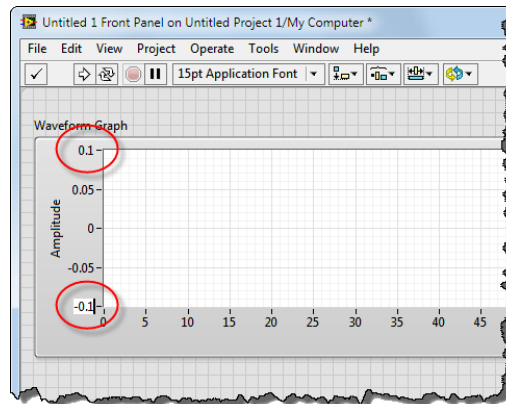 Untitled 1 Front Panel on Untitled Project 1/My Computer *
File Edit View Project Operate Tools Window Help
15pt Application Font
Waveform Graph
0.1
0.05
0
-0.05
-0.1
Amplitude
0 5 10 15 20 25 30 35 40 45